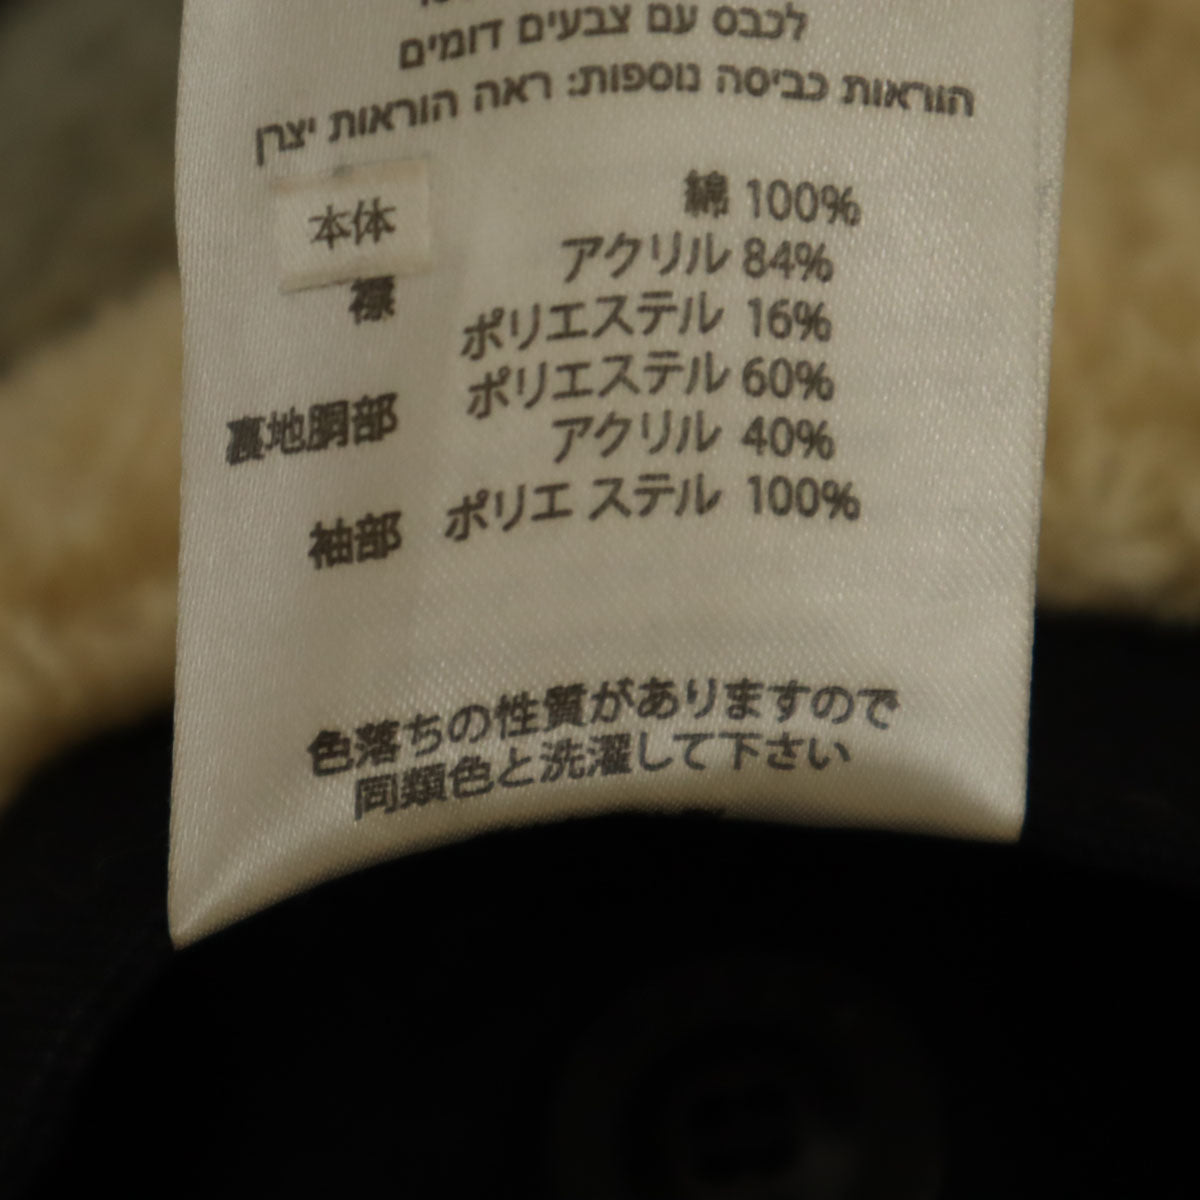 לכבס עם צבעים דומים
הוראות כביסה נוספות: ראה הוראות יצרן
本体 綿 100%
襟 アクリル 84%
ポリエステル 16%
裏地胴部 ポリエステル 60%
アクリル 40%
袖部 ポリエ ステル 100%
色落ちの性質がありますので
同類色と洗濯して下さい